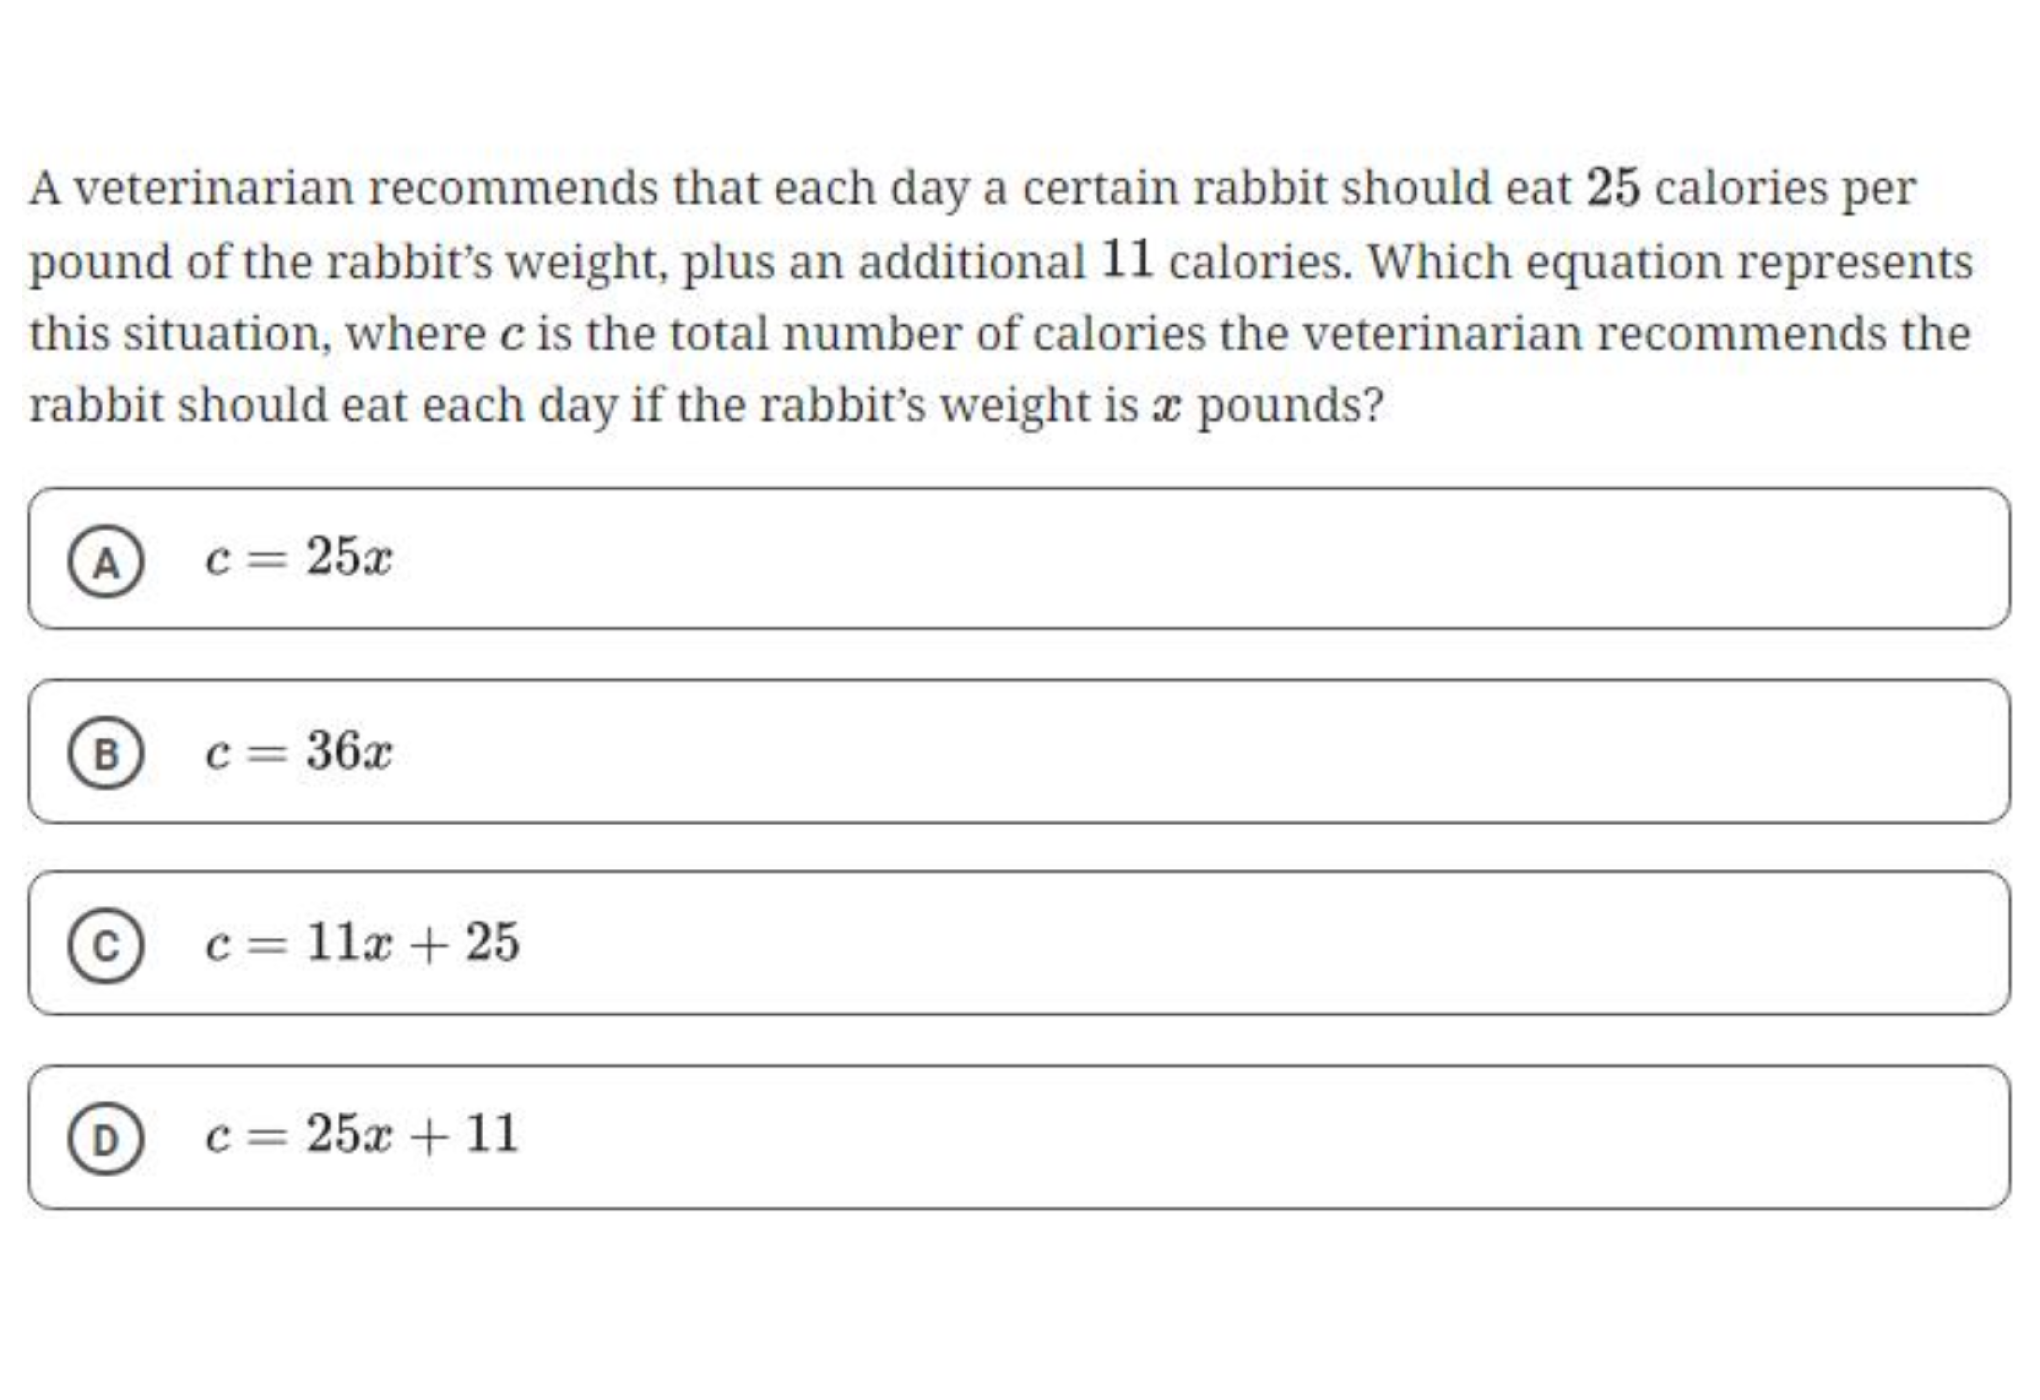 A veterinarian recommends that each day a certain rabbit should eat 25 calories per
pound of the rabbit’s weight, plus an additional 11 calories. Which equation represents
this situation, where c is the total number of calories the veterinarian recommends the
rabbit should eat each day if the rabbit’s weight is x pounds?
A c = 25x
B c = 36x
C c = 11x + 25
D c = 25x + 11